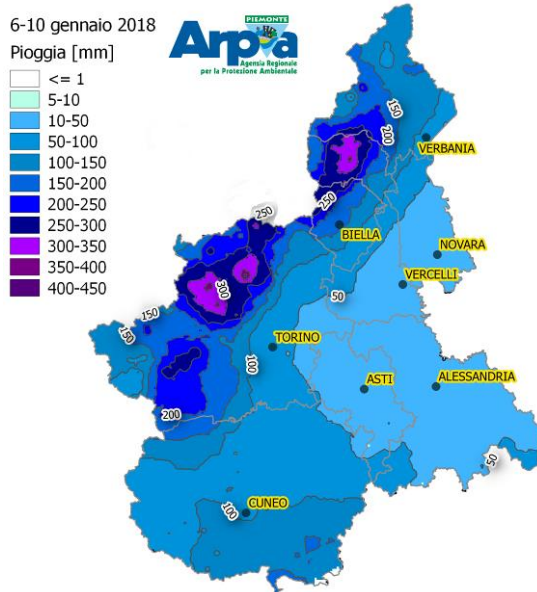 6-10 gennaio 2018
Pioggia [mm]
<= 1
5-10
10-50
50-100
100-150
150-200
200-250
250-300
300-350
350-400
400-450
PIEMONTE
Arpa
Agenzia Regionale
per la Protezione Ambientale
150
200
VERBANIA
250
250
BIELLA
NOVARA
VERCELLI
300
50
150
150
TORINO
100
ASTI
ALESSANDRIA
200
50
100
CUNEO